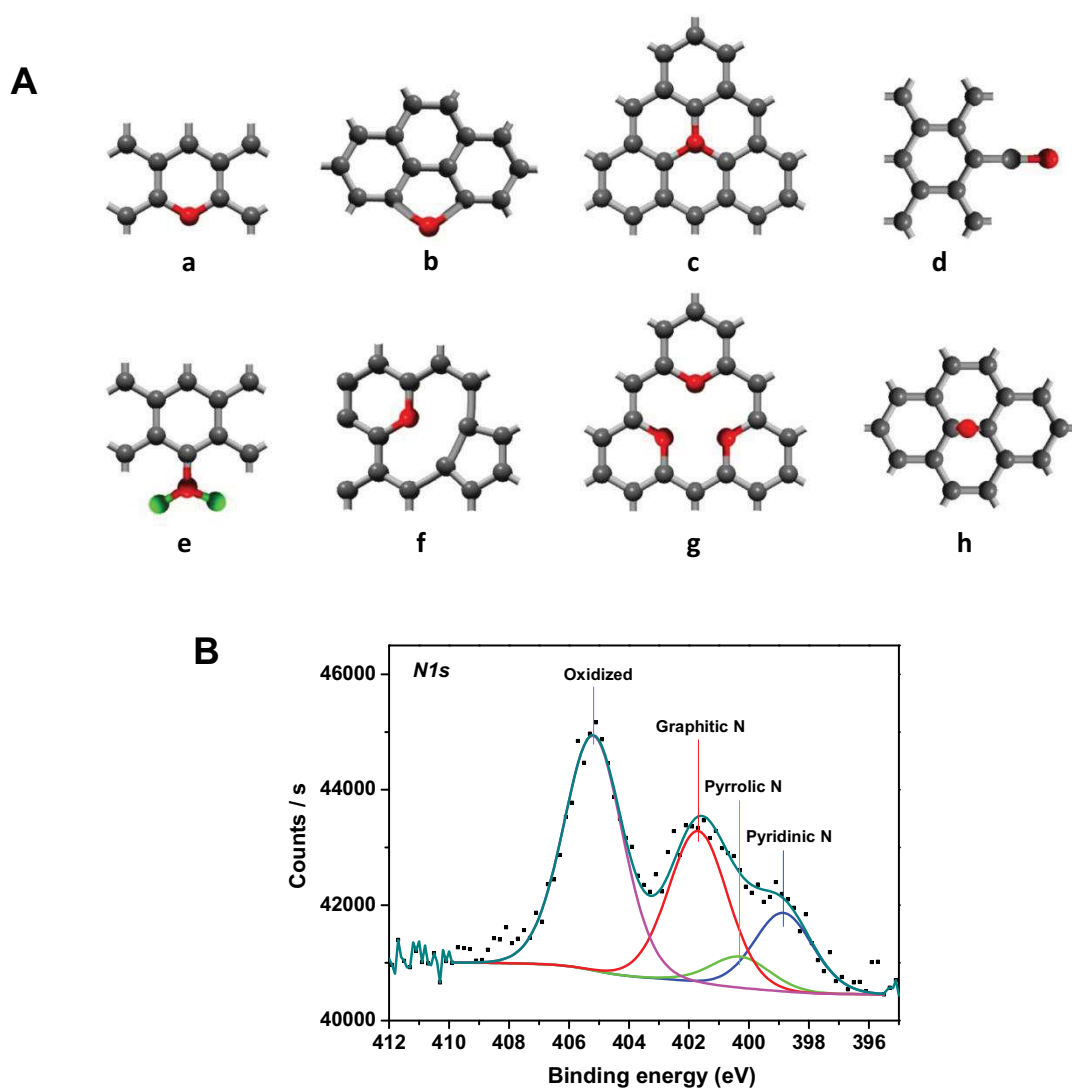 A
a b c d
e f g h
B
N1s
Oxidized
Graphitic N
Pyrrolic N
Pyridinic N
46000
44000
42000
40000
Counts / s
412 410 408 406 404 402 400 398 396
Binding energy (eV)